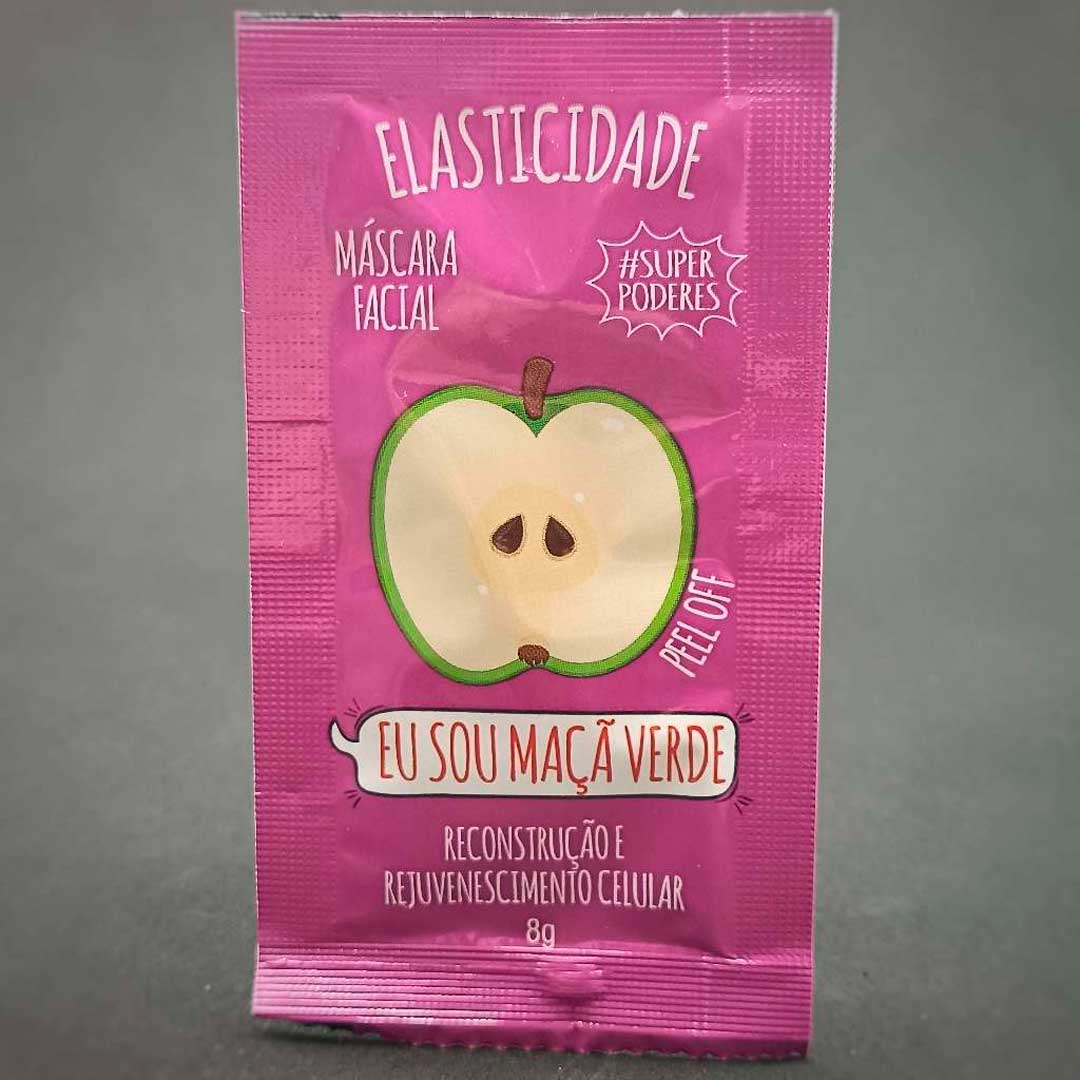 ELASTICIDADE
MÁSCARA
FACIAL
#SUPER
PODERES
PEEL OFF
EU SOU MAÇÃ VERDE
RECONSTRUÇÃO E
REJUVENESCIMENTO CELULAR
8g